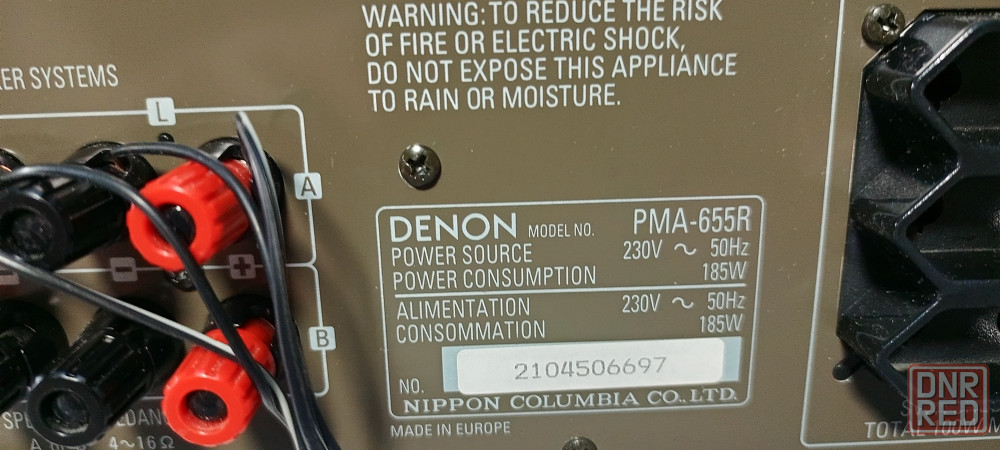 WARNING: TO REDUCE THE RISK
OF FIRE OR ELECTRIC SHOCK,
DO NOT EXPOSE THIS APPLIANCE
TO RAIN OR MOISTURE.
SYSTEMS
L
A
B
DENON MODEL NO. PMA-655R
POWER SOURCE 230V ~ 50Hz
POWER CONSUMPTION 185W
ALIMENTATION 230V ~ 50Hz
CONSOMMATION 185W
NO. 2104506697
NIPPON COLUMBIA CO., LTD.
MADE IN EUROPE
4~16Ω
TOTAL 100W
DNR
RED